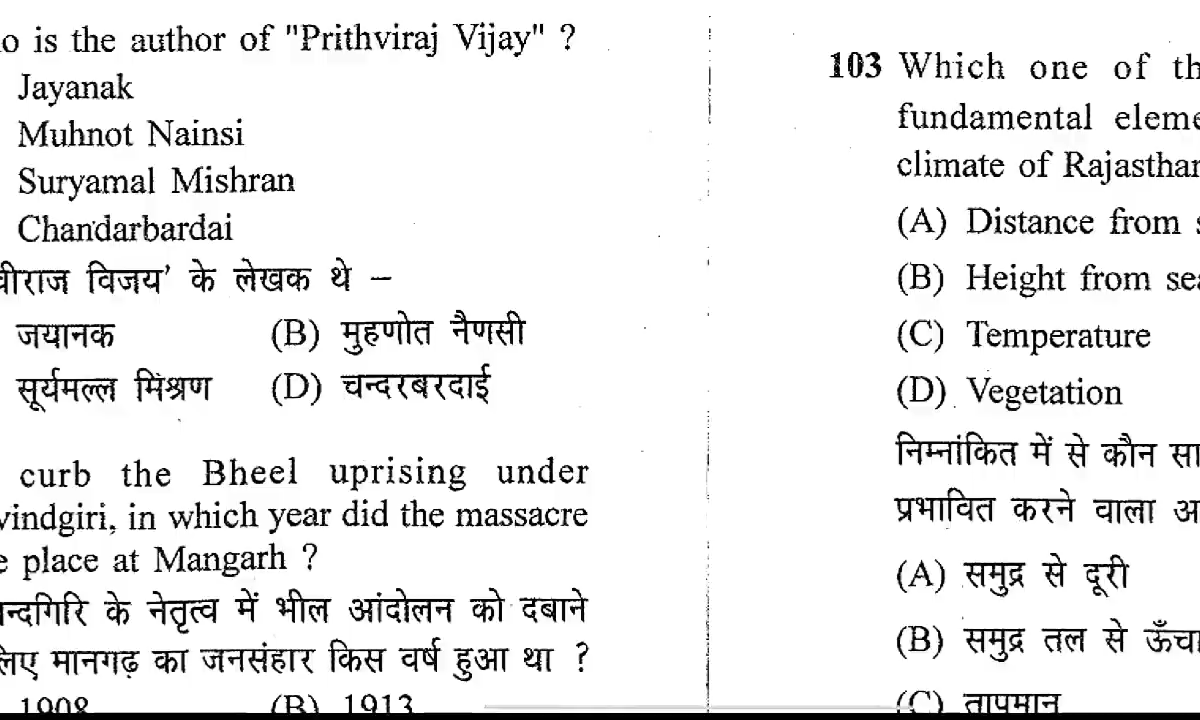 o is the author of "Prithviraj Vijay" ?
Jayanak
Muhnot Nainsi
Suryamal Mishran
Chandarbardai
वीराज विजय' के लेखक थे –
जयानक (B) मुहणोत नैणसी
सूर्यमल्ल मिश्रण (D) चन्दरबरदाई
curb the Bheel uprising under
vindgiri, in which year did the massacre
e place at Mangarh ?
न्दगिरि के नेतृत्व में भील आंदोलन को दबाने
लिए मानगढ़ का जनसंहार किस वर्ष हुआ था ?
1908 (B) 1913
103 Which one of th
fundamental eleme
climate of Rajasthan
(A) Distance from s
(B) Height from sea
(C) Temperature
(D) Vegetation
निम्नांकित में से कौन सा
प्रभावित करने वाला अ
(A) समुद्र से दूरी
(B) समुद्र तल से ऊँचा
(C) तापमान